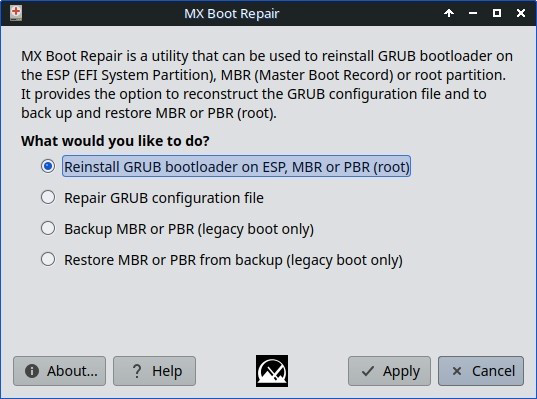 MX Boot Repair
MX Boot Repair is a utility that can be used to reinstall GRUB bootloader on
the ESP (EFI System Partition), MBR (Master Boot Record) or root partition.
It provides the option to reconstruct the GRUB configuration file and to
back up and restore MBR or PBR (root).
What would you like to do?
Reinstall GRUB bootloader on ESP, MBR or PBR (root)
Repair GRUB configuration file
Backup MBR or PBR (legacy boot only)
Restore MBR or PBR from backup (legacy boot only)
About... Help Apply Cancel